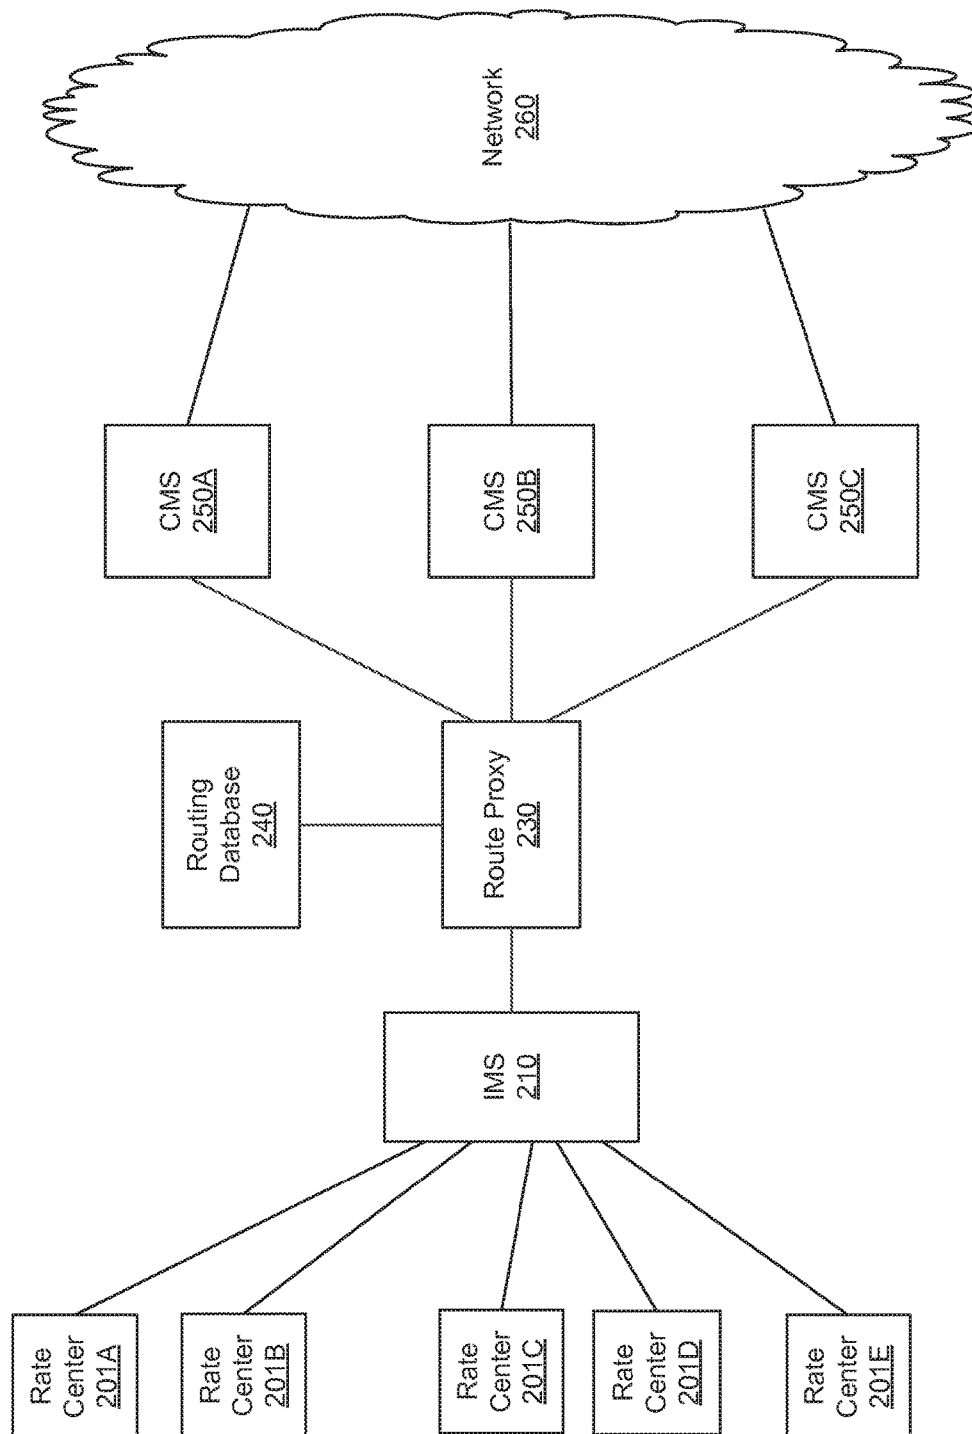 Rate
Center
201A
Rate
Center
201B
Rate
Center
201C
Rate
Center
201D
Rate
Center
201E
IMS
210
Routing
Database
240
Route Proxy
230
CMS
250A
CMS
250B
CMS
250C
Network
260